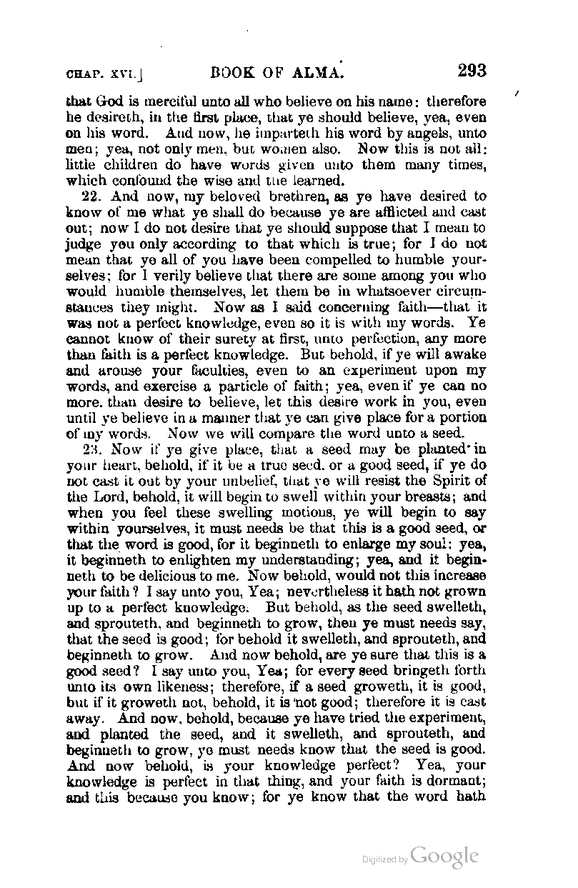 CHAP. XVI.] BOOK OF ALMA. 293
that God is merciful unto all who believe on his name: therefore
he desireth, in the first place, that ye should believe, yea, even
on his word. And now, he imparteth his word by angels, unto
men; yea, not only men, but women also. Now this is not all:
little children do have words given unto them many times,
which confound the wise and the learned.
22. And now, my beloved brethren, as ye have desired to
know of me what ye shall do because ye are afflicted and cast
out; now I do not desire that ye should suppose that I mean to
judge you only according to that which is true; for I do not
mean that ye all of you have been compelled to humble your-
selves; for I verily believe that there are some among you who
would humble themselves, let them be in whatsoever circum-
stances they might. Now as I said concerning faith—that it
was not a perfect knowledge, even so it is with my words. Ye
cannot know of their surety at first, unto perfection, any more
than faith is a perfect knowledge. But behold, if ye will awake
and arouse your faculties, even to an experiment upon my
words, and exercise a particle of faith; yea, even if ye can no
more than desire to believe, let this desire work in you, even
until ye believe in a manner that ye can give place for a portion
of my words. Now we will compare the word unto a seed.
23. Now if ye give place, that a seed may be planted in
your heart, behold, if it be a true seed, or a good seed, if ye do
not cast it out by your unbelief, that ye will resist the Spirit of
the Lord, behold, it will begin to swell within your breasts; and
when you feel these swelling motions, ye will begin to say
within yourselves, it must needs be that this is a good seed, or
that the word is good, for it beginneth to enlarge my soul: yea,
it beginneth to enlighten my understanding; yea, and it begin-
neth to be delicious to me. Now behold, would not this increase
your faith? I say unto you, Yea; nevertheless it hath not grown
up to a perfect knowledge. But behold, as the seed swelleth,
and sprouteth, and beginneth to grow, then ye must needs say,
that the seed is good; for behold it swelleth, and sprouteth, and
beginneth to grow. And now behold, are ye sure that this is a
good seed? I say unto you, Yea; for every seed bringeth forth
unto its own likeness; therefore, if a seed groweth, it is good,
but if it groweth not, behold, it is not good; therefore it is cast
away. And now, behold, because ye have tried the experiment,
and planted the seed, and it swelleth, and sprouteth, and
beginneth to grow, ye must needs know that the seed is good.
And now behold, is your knowledge perfect? Yea, your
knowledge is perfect in that thing, and your faith is dormant;
and this because you know; for ye know that the word hath
Digitized by Google